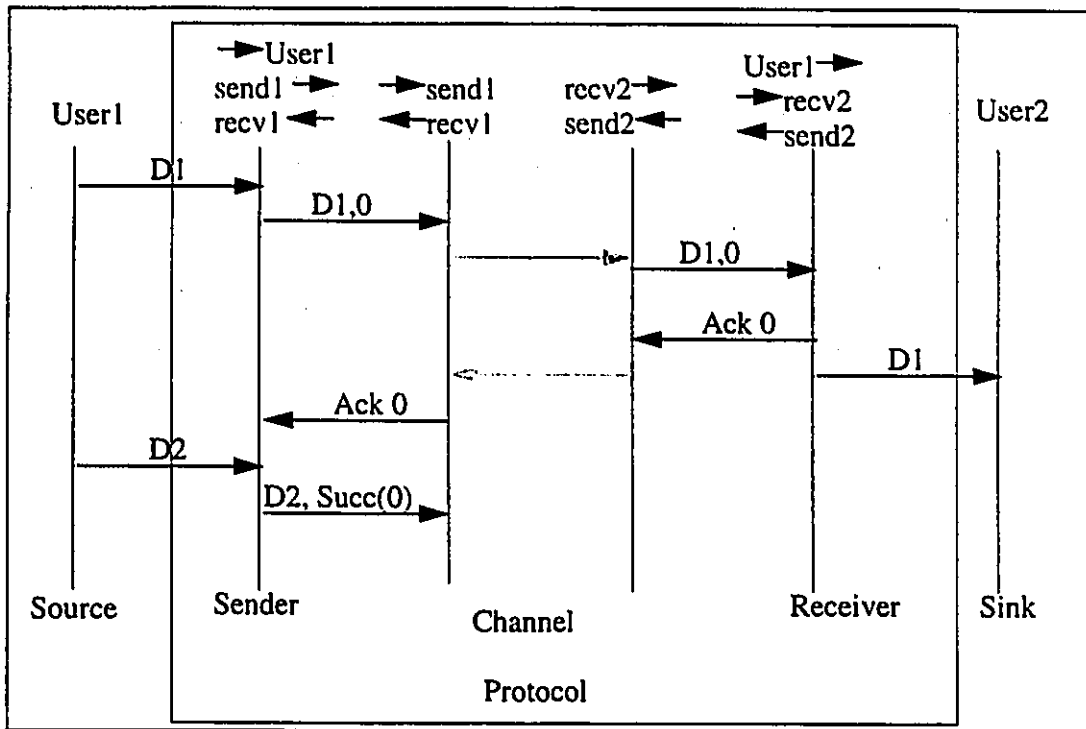 User1
send1 send1 recv2 User1
User1 recv1 recv1 send2 recv2 User2
send2
D1
D1,0
D1,0
Ack 0
D1
Ack 0
D2
D2, Succ(0)
Source Sender Channel Receiver Sink
Protocol